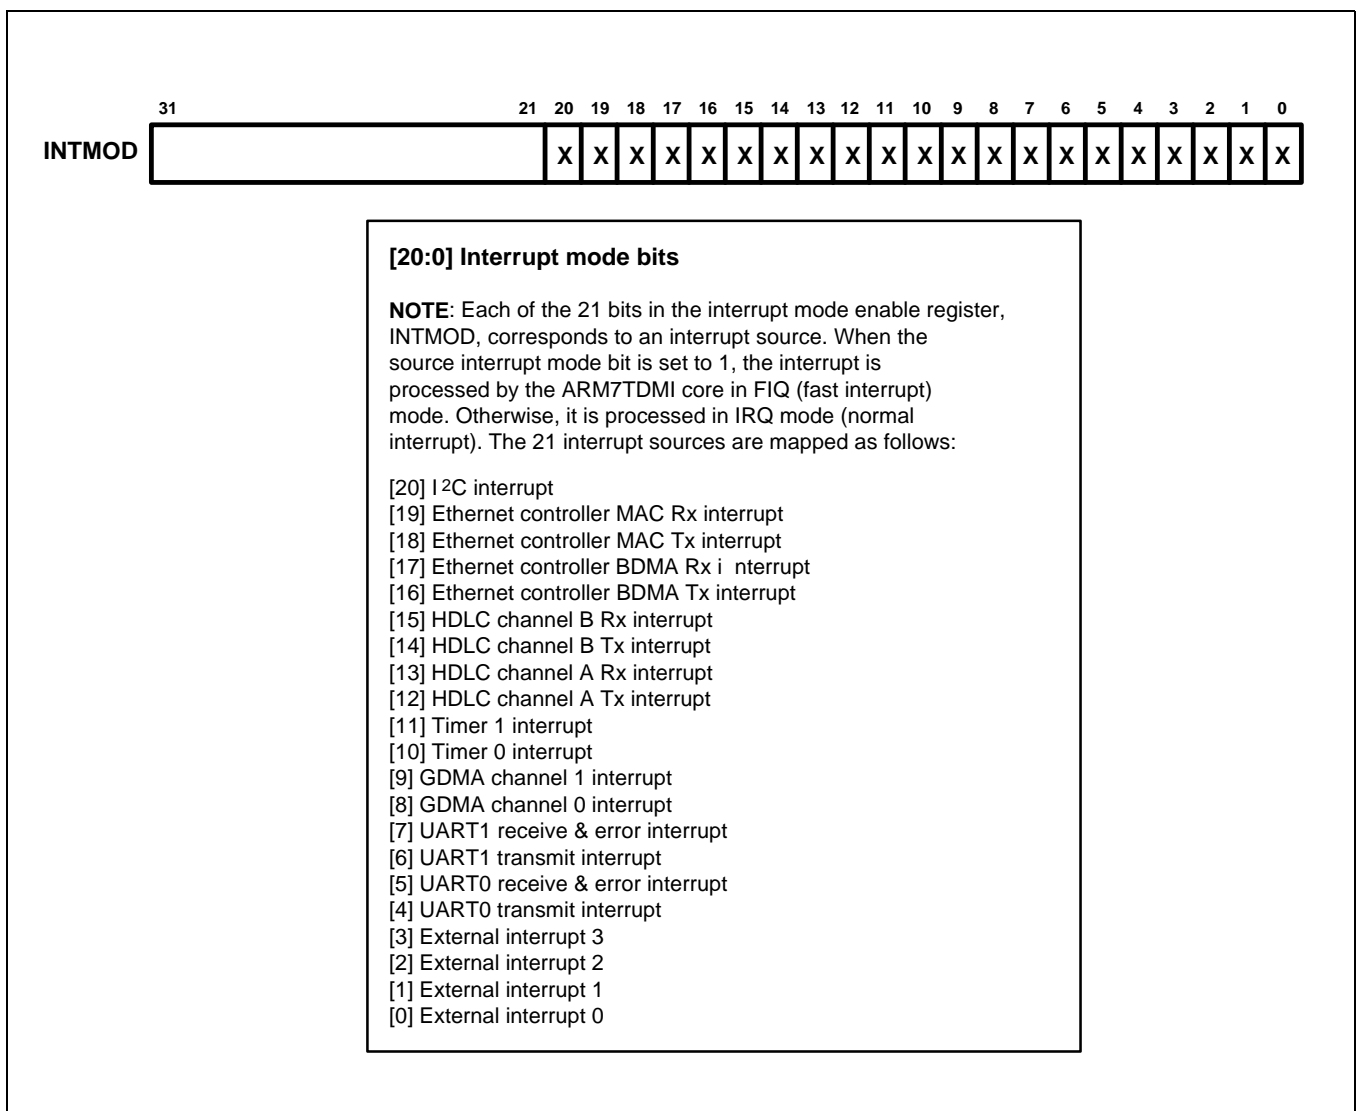 31 21 20 19 18 17 16 15 14 13 12 11 10 9 8 7 6 5 4 3 2 1 0
INTMOD X X X X X X X X X X X X X X X X X X X X X
[20:0] Interrupt mode bits
NOTE: Each of the 21 bits in the interrupt mode enable register,
INTMOD, corresponds to an interrupt source. When the
source interrupt mode bit is set to 1, the interrupt is
processed by the ARM7TDMI core in FIQ (fast interrupt)
mode. Otherwise, it is processed in IRQ mode (normal
interrupt). The 21 interrupt sources are mapped as follows:
[20] I 2C interrupt
[19] Ethernet controller MAC Rx interrupt
[18] Ethernet controller MAC Tx interrupt
[17] Ethernet controller BDMA Rx i nterrupt
[16] Ethernet controller BDMA Tx interrupt
[15] HDLC channel B Rx interrupt
[14] HDLC channel B Tx interrupt
[13] HDLC channel A Rx interrupt
[12] HDLC channel A Tx interrupt
[11] Timer 1 interrupt
[10] Timer 0 interrupt
[9] GDMA channel 1 interrupt
[8] GDMA channel 0 interrupt
[7] UART1 receive & error interrupt
[6] UART1 transmit interrupt
[5] UART0 receive & error interrupt
[4] UART0 transmit interrupt
[3] External interrupt 3
[2] External interrupt 2
[1] External interrupt 1
[0] External interrupt 0